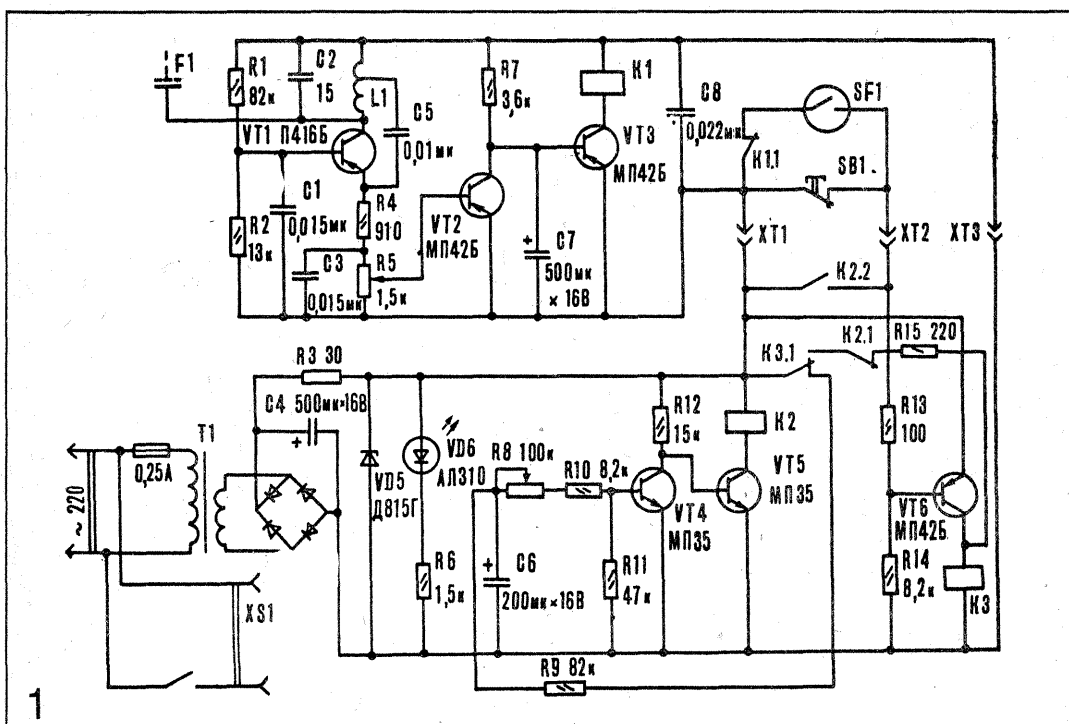 F1
R1
82к
C2
15
L1
C5
0,01мк
VT1 П416Б
R7
3,6к
K1
VT3
МП42Б
C8
0,022мк
SF1
K1.1
SB1.
R2
13к
C1
0,015мк
R4
910
VT2
МП42Б
C3
0,015мк
R5
1,5к
+
C7
500мк
× 16В
XT1
XT2
XT3
K2.2
R3 30
C4 500мк×16В
+
K3.1
K2.1
R15 220
T1
0,25А
~ 220
XS1
VD5
Д815Г
VD6
АЛ310
R6
1,5к
R8 100к
R10 8,2к
+
C6
200мк×16В
R11
47к
R12
15к
VT4
МП35
K2
VT5
МП35
R13
100
VT6
МП42Б
R14
8,2к
K3
R9 82к
1